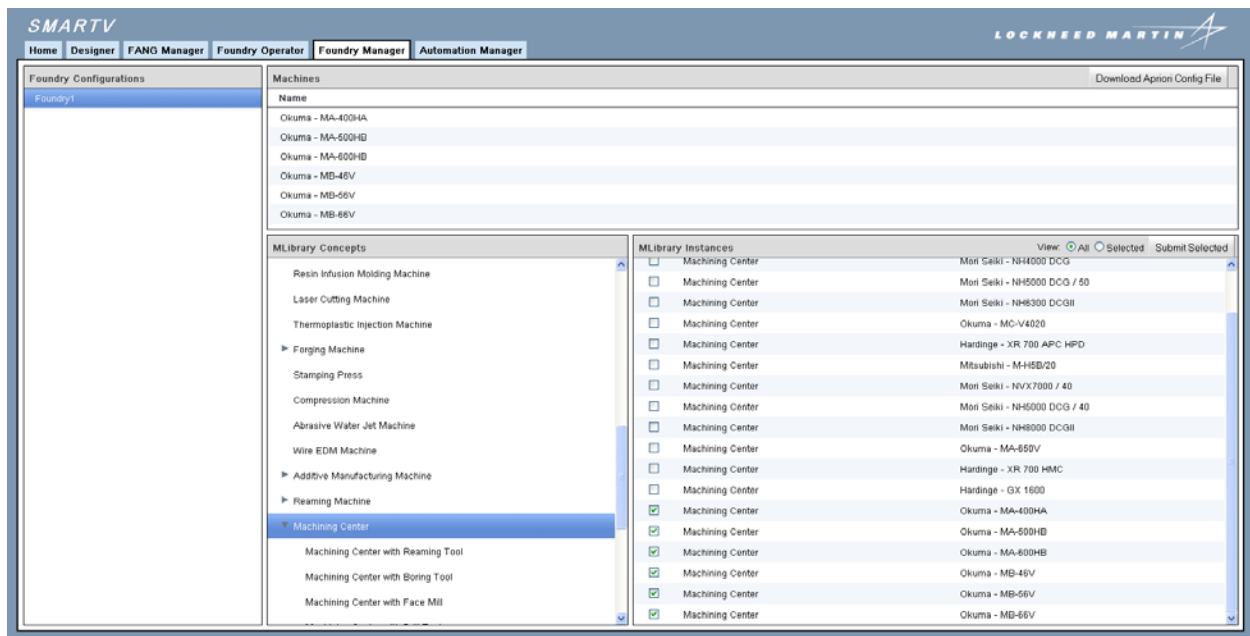 SMARTV
LOCKHEED MARTIN
Home Designer FANG Manager Foundry Operator Foundry Manager Automation Manager
Foundry Configurations
Foundry1
Machines Download Apriori Config File
Name
Okuma - MA-400HA
Okuma - MA-500HB
Okuma - MA-600HB
Okuma - MB-46V
Okuma - MB-56V
Okuma - MB-66V
MLibrary Concepts
Resin Infusion Molding Machine
Laser Cutting Machine
Thermoplastic Injection Machine
Forging Machine
Stamping Press
Compression Machine
Abrasive Water Jet Machine
Wire EDM Machine
Additive Manufacturing Machine
Reaming Machine
Machining Center
Machining Center with Reaming Tool
Machining Center with Boring Tool
Machining Center with Face Mill
MLibrary Instances View: All Selected Submit Selected
Machining Center Mori Seiki - NH4000 DCG
Machining Center Mori Seiki - NH5000 DCG / 50
Machining Center Mori Seiki - NH6300 DCGII
Machining Center Okuma - MC-V4020
Machining Center Hardinge - XR 700 APC HPD
Machining Center Mitsubishi - M-H5B/20
Machining Center Mori Seiki - NVX7000 / 40
Machining Center Mori Seiki - NH5000 DCG / 40
Machining Center Mori Seiki - NH8000 DCGII
Machining Center Okuma - MA-650V
Machining Center Hardinge - XR 700 HMC
Machining Center Hardinge - GX 1600
Machining Center Okuma - MA-400HA
Machining Center Okuma - MA-500HB
Machining Center Okuma - MA-600HB
Machining Center Okuma - MB-46V
Machining Center Okuma - MB-56V
Machining Center Okuma - MB-66V